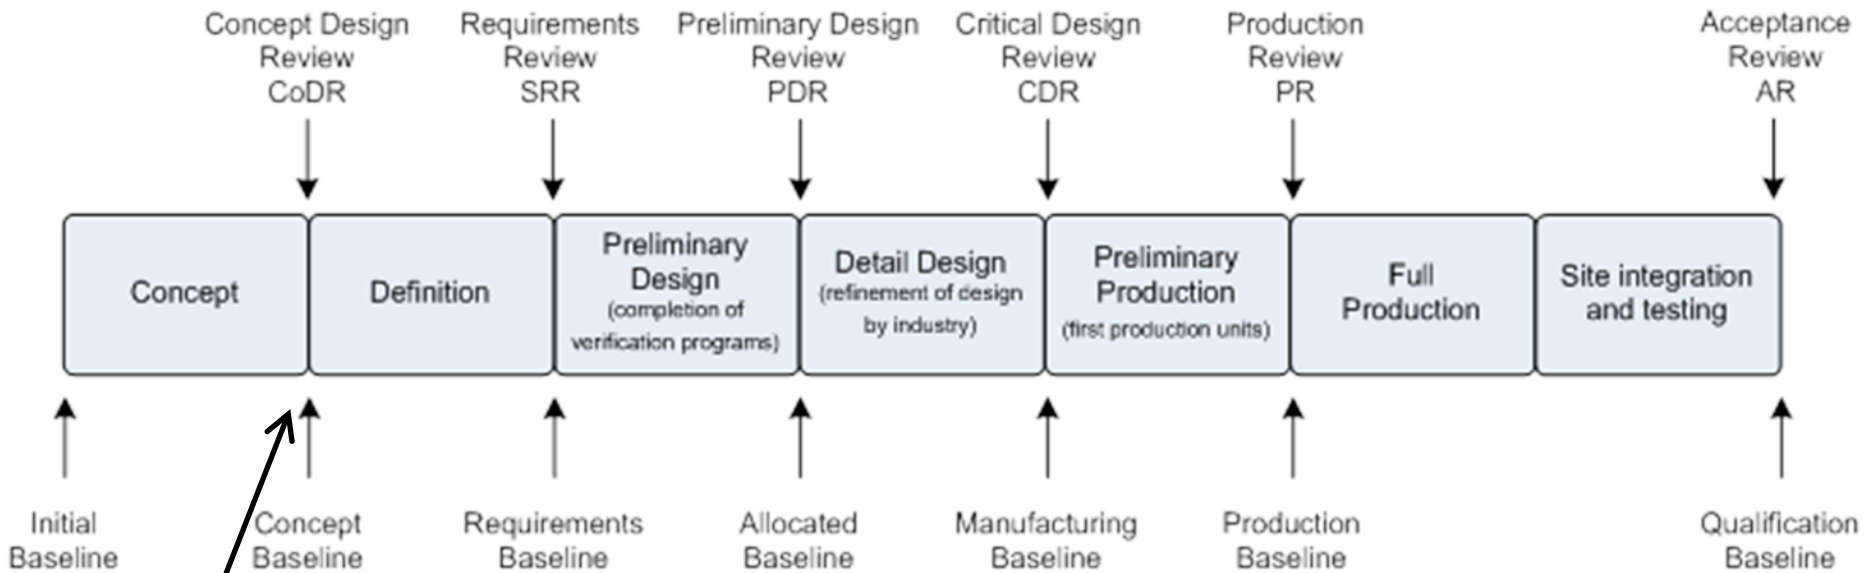 Concept Design
Review
CoDR
Requirements
Review
SRR
Preliminary Design
Review
PDR
Critical Design
Review
CDR
Production
Review
PR
Acceptance
Review
AR
Concept
Definition
Preliminary
Design
(completion of
verification programs)
Detail Design
(refinement of design
by industry)
Preliminary
Production
(first production units)
Full
Production
Site integration
and testing
Initial
Baseline
Concept
Baseline
Requirements
Baseline
Allocated
Baseline
Manufacturing
Baseline
Production
Baseline
Qualification
Baseline